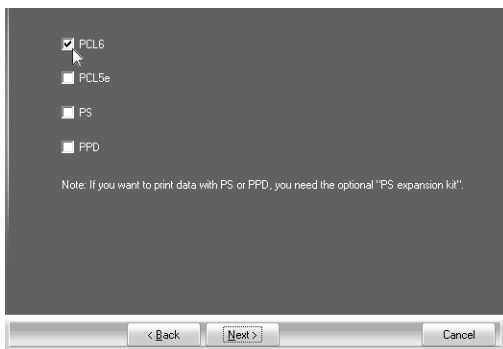 PCL6
PCL5e
PS
PPD
Note: If you want to print data with PS or PPD, you need the optional "PS expansion kit".
< Back Next > Cancel